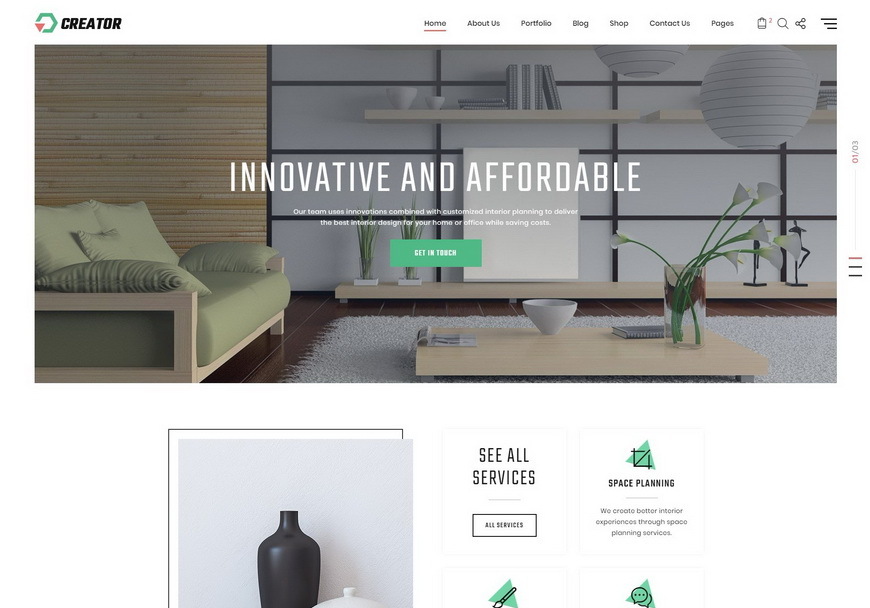 CREATOR
Home About Us Portfolio Blog Shop Contact Us Pages 2
01/03
INNOVATIVE AND AFFORDABLE
Our team uses innovations combined with customized interior planning to deliver
the best interior design for your home or office while saving costs.
GET IN TOUCH
SEE ALL
SERVICES
ALL SERVICES
SPACE PLANNING
We create better interior
experiences through space
planning services.